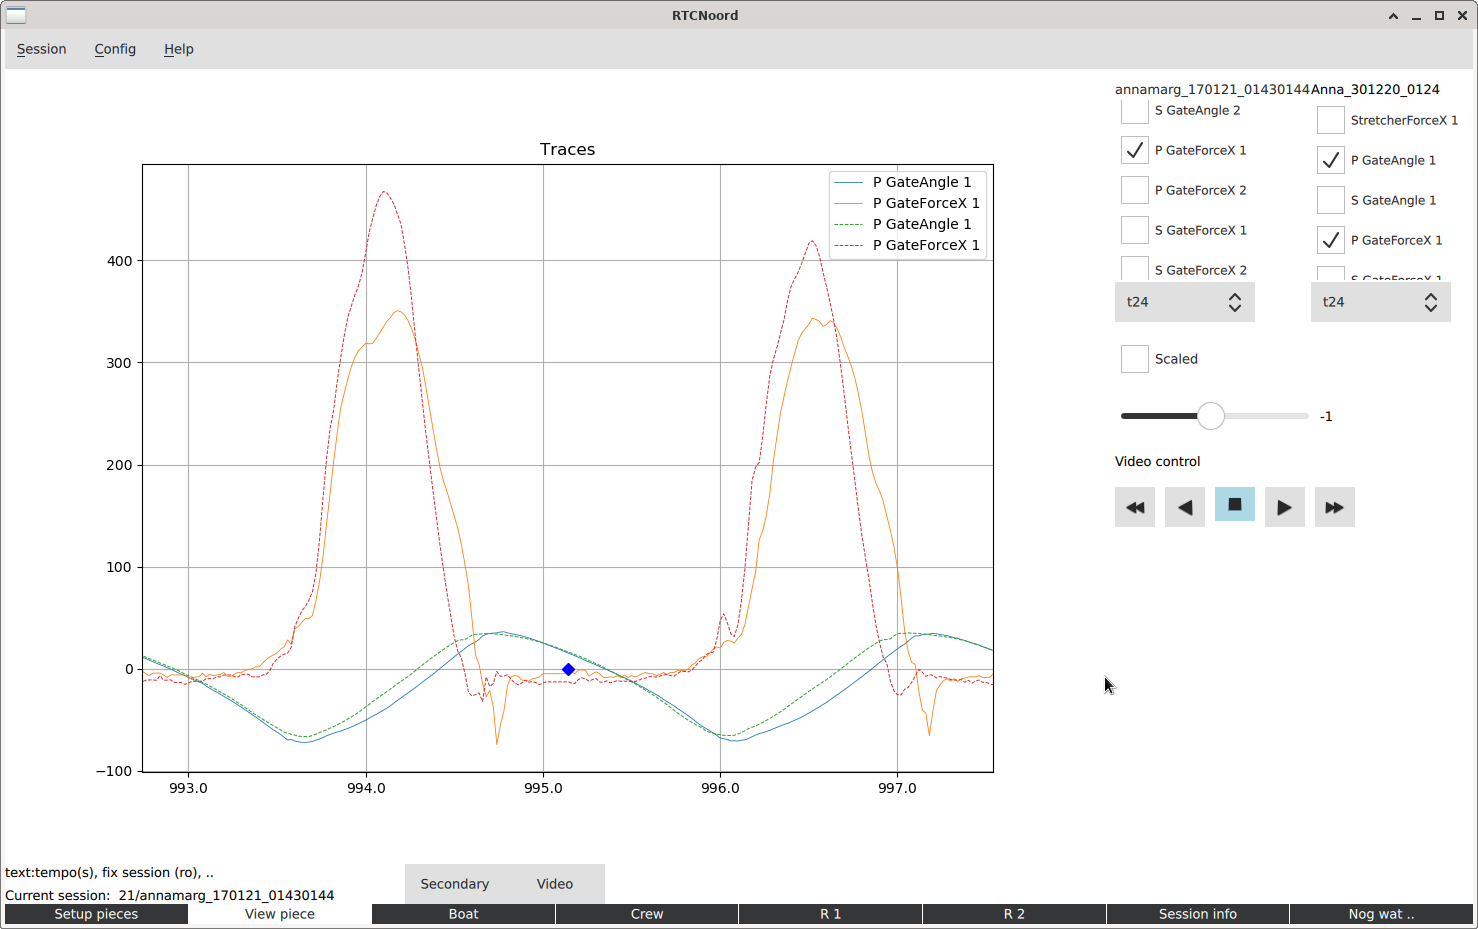 RTCNoord
Session Config Help
annamarg_170121_01430144 Anna_301220_0124
S GateAngle 2
P GateForceX 1
P GateForceX 2
S GateForceX 1
S GateForceX 2
StretcherForceX 1
P GateAngle 1
S GateAngle 1
P GateForceX 1
S GateForceX 1
t24 t24
Scaled
-1
Video control
Traces
P GateAngle 1
P GateForceX 1
P GateAngle 1
P GateForceX 1
400
300
200
100
0
−100
993.0 994.0 995.0 996.0 997.0
text:tempo(s), fix session (ro), ..
Current session: 21/annamarg_170121_01430144
Secondary Video
Setup pieces View piece Boat Crew R 1 R 2 Session info Nog wat ..